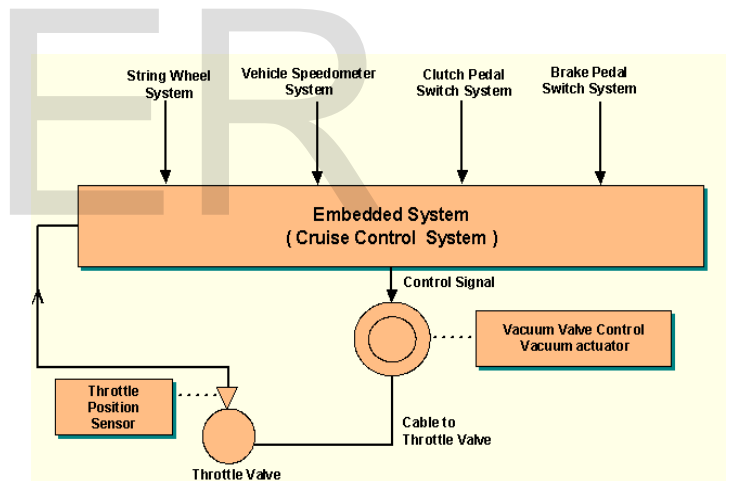 ER
String Wheel
System
Vehicle Speedometer
System
Clutch Pedal
Switch System
Brake Pedal
Switch System
Embedded System
( Cruise Control System )
Control Signal
Vacuum Valve Control
Vacuum actuator
Throttle
Position
Sensor
Cable to
Throttle Valve
Throttle Valve